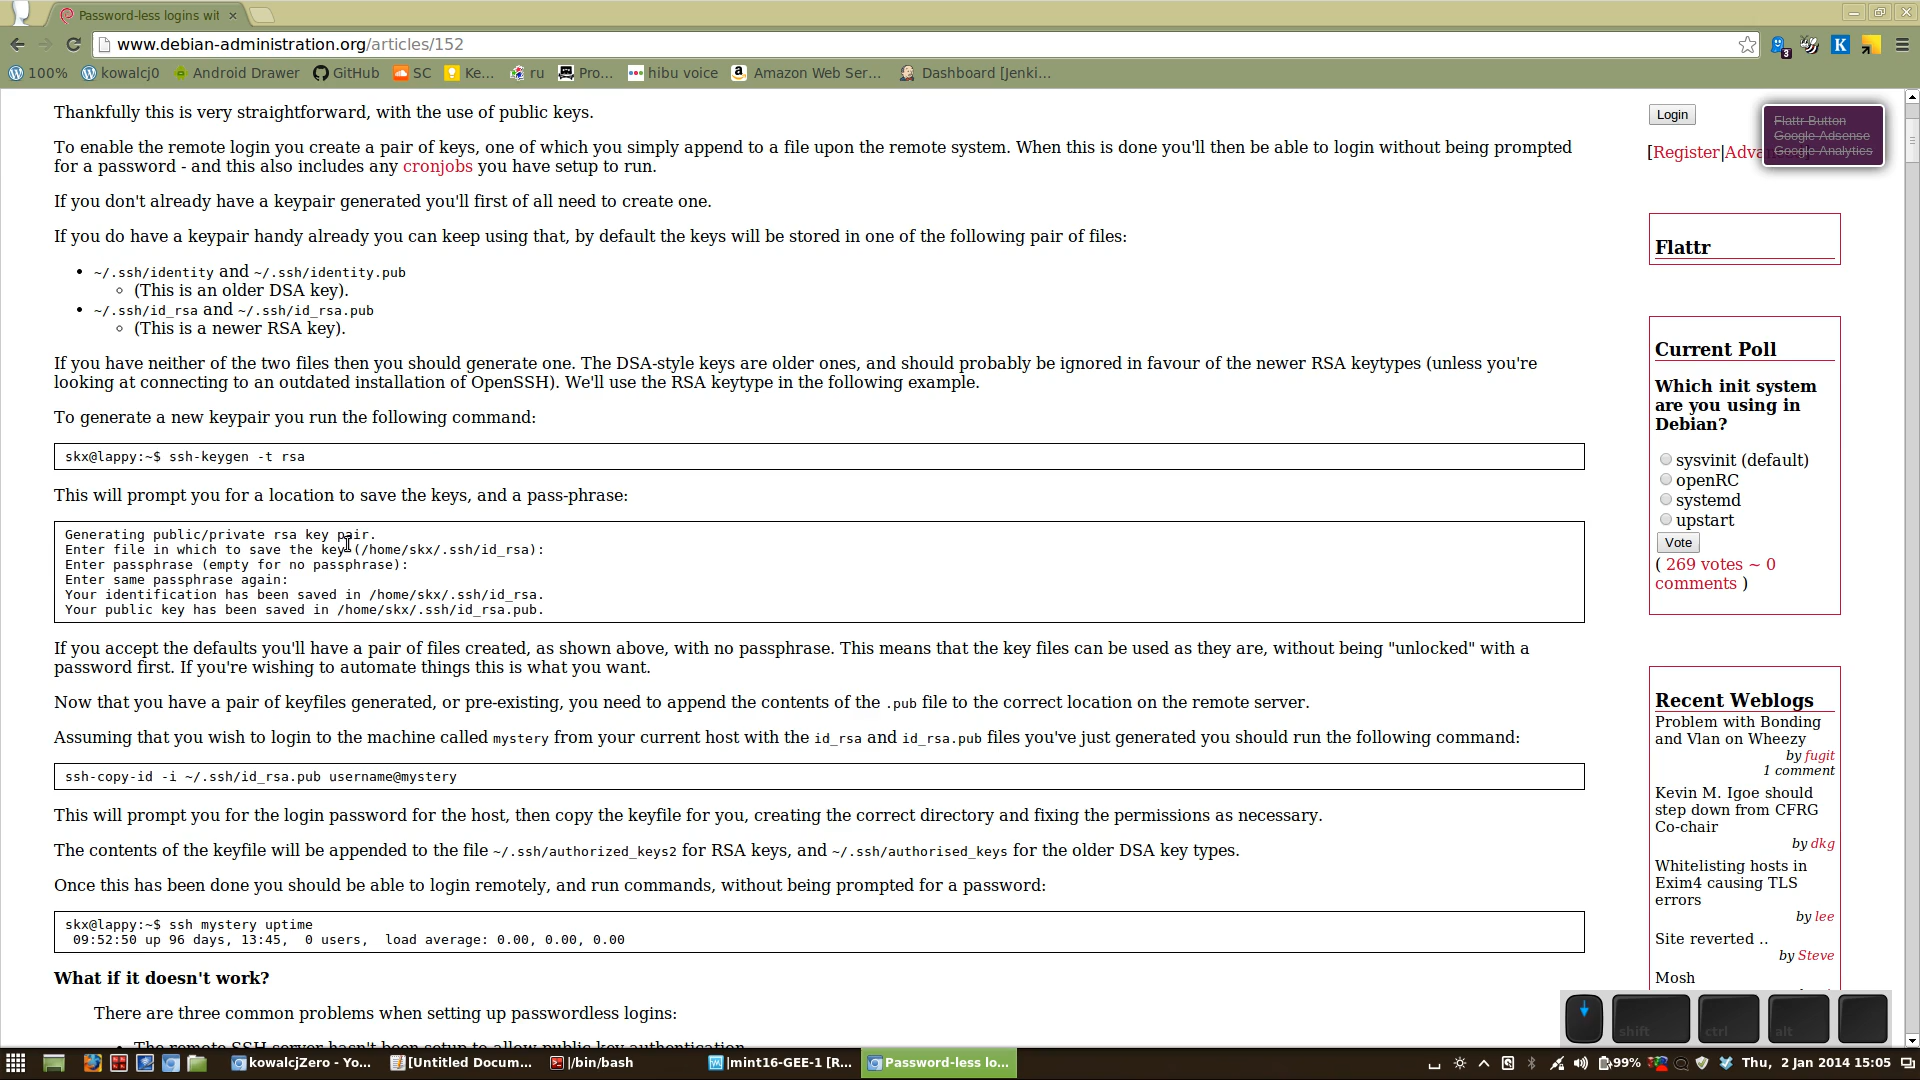 Password-less logins wit
www.debian-administration.org/articles/152
100%
kowalcj0
Android Drawer
GitHub
SC
Ke...
ru
Pro...
hibu voice
Amazon Web Ser...
Dashboard [Jenki...
Thankfully this is very straightforward, with the use of public keys.
To enable the remote login you create a pair of keys, one of which you simply append to a file upon the remote system. When this is done you'll then be able to login without being prompted
for a password - and this also includes any cronjobs you have setup to run.
If you don't already have a keypair generated you'll first of all need to create one.
If you do have a keypair handy already you can keep using that, by default the keys will be stored in one of the following pair of files:
~/.ssh/identity and ~/.ssh/identity.pub
(This is an older DSA key).
~/.ssh/id_rsa and ~/.ssh/id_rsa.pub
(This is a newer RSA key).
If you have neither of the two files then you should generate one. The DSA-style keys are older ones, and should probably be ignored in favour of the newer RSA keytypes (unless you're
looking at connecting to an outdated installation of OpenSSH). We'll use the RSA keytype in the following example.
To generate a new keypair you run the following command:
skx@lappy:~$ ssh-keygen -t rsa
This will prompt you for a location to save the keys, and a pass-phrase:
Generating public/private rsa key pair.
Enter file in which to save the key (/home/skx/.ssh/id_rsa):
Enter passphrase (empty for no passphrase):
Enter same passphrase again:
Your identification has been saved in /home/skx/.ssh/id_rsa.
Your public key has been saved in /home/skx/.ssh/id_rsa.pub.
If you accept the defaults you'll have a pair of files created, as shown above, with no passphrase. This means that the key files can be used as they are, without being "unlocked" with a
password first. If you're wishing to automate things this is what you want.
Now that you have a pair of keyfiles generated, or pre-existing, you need to append the contents of the .pub file to the correct location on the remote server.
Assuming that you wish to login to the machine called mystery from your current host with the id_rsa and id_rsa.pub files you've just generated you should run the following command:
ssh-copy-id -i ~/.ssh/id_rsa.pub username@mystery
This will prompt you for the login password for the host, then copy the keyfile for you, creating the correct directory and fixing the permissions as necessary.
The contents of the keyfile will be appended to the file ~/.ssh/authorized_keys2 for RSA keys, and ~/.ssh/authorised_keys for the older DSA key types.
Once this has been done you should be able to login remotely, and run commands, without being prompted for a password:
skx@lappy:~$ ssh mystery uptime
09:52:50 up 96 days, 13:45, 0 users, load average: 0.00, 0.00, 0.00
What if it doesn't work?
There are three common problems when setting up passwordless logins:
The remote SSH server hasn't been setup to allow public key authentication.
Login
[Register|Adva
Flattr Button
Google Adsense
Google Analytics
Flattr
Current Poll
Which init system
are you using in
Debian?
sysvinit (default)
openRC
systemd
upstart
Vote
( 269 votes ~ 0
comments )
Recent Weblogs
Problem with Bonding
and Vlan on Wheezy
by fugit
1 comment
Kevin M. Igoe should
step down from CFRG
Co-chair
by dkg
Whitelisting hosts in
Exim4 causing TLS
errors
by lee
Site reverted ..
by Steve
Mosh
shift
ctrl
alt
kowalcjZero - Yo...
[Untitled Docum...
|/bin/bash
|mint16-GEE-1 [R...
Password-less lo...
99%
Thu, 2 Jan 2014 15:05